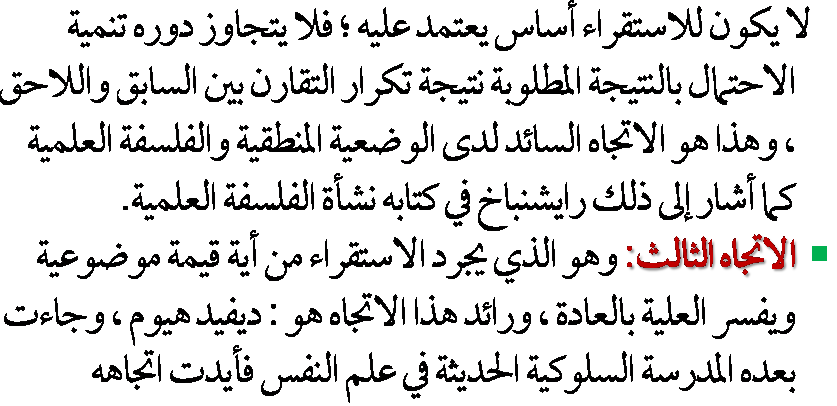 لا يكون للاستقراء أساس يعتمد عليه ؛ فلا يتجاوز دوره تنمية
الاحتمال بالنتيجة المطلوبة نتيجة تكرار التقارن بين السابق واللاحق
، وهذا هو الاتجاه السائد لدى الوضعية المنطقية والفلسفة العلمية
كما أشار إلى ذلك رايشنباخ في كتابه نشأة الفلسفة العلمية.
الاتجاه الثالث: وهو الذي يجرد الاستقراء من أية قيمة موضوعية
ويفسر العلية بالعادة ، ورائد هذا الاتجاه هو : ديفيد هيوم ، وجاءت
بعده المدرسة السلوكية الحديثة في علم النفس فأيدت اتجاهه